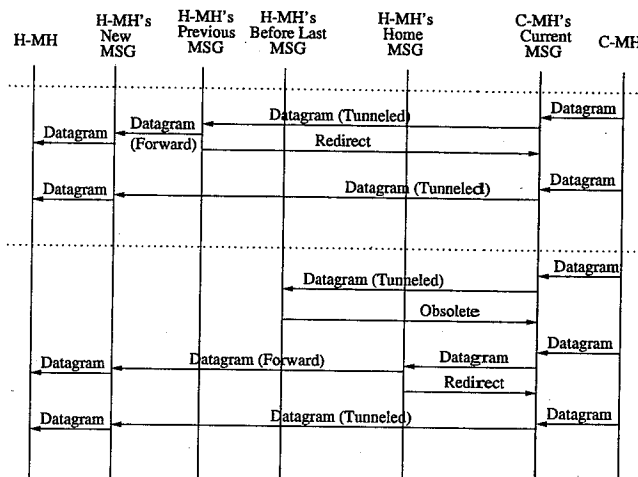 H-MH
H-MH's
New
MSG
H-MH's
Previous
MSG
H-MH's
Before Last
MSG
H-MH's
Home
MSG
C-MH's
Current
MSG
C-MH
Datagram
Datagram (Tunneled)
Datagram
Datagram
(Forward)
Redirect
Datagram
Datagram (Tunneled)
Datagram
Datagram
Datagram (Tunneled)
Obsolete
Datagram
Datagram
Datagram (Forward)
Datagram
Redirect
Datagram
Datagram (Tunneled)
Datagram